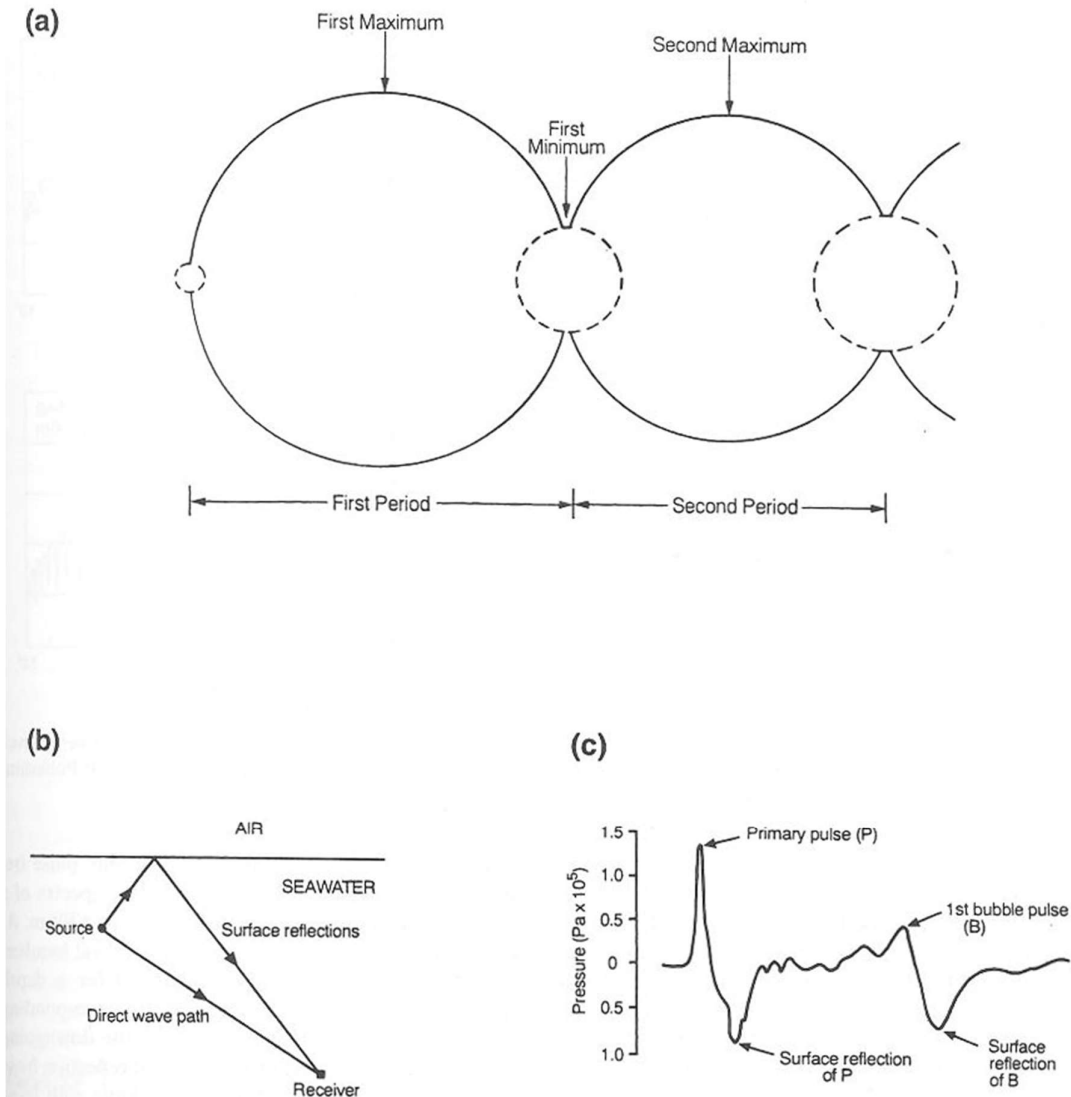 (a)
First Maximum
Second Maximum
First
Minimum
First Period
Second Period
(b)
AIR
SEAWATER
Source
Surface reflections
Direct wave path
Receiver
(c)
Pressure (Pa x 10⁵)
1.5
1.0
0.5
0
0.5
1.0
Primary pulse (P)
1st bubble pulse
(B)
Surface reflection
of P
Surface
reflection
of B